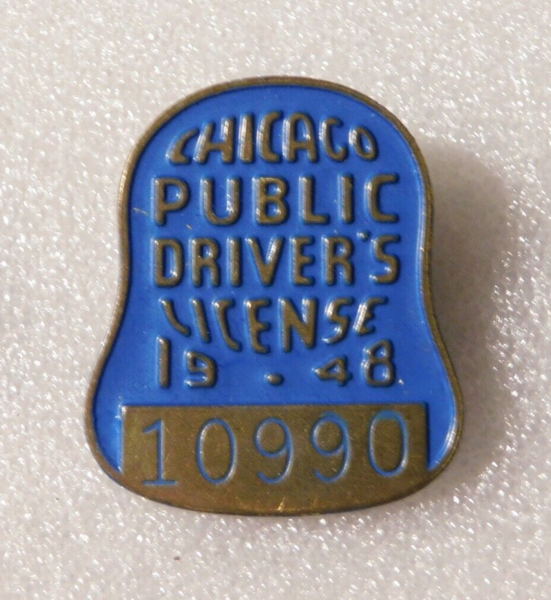 CHICAGO
PUBLIC
DRIVER'S
LICENSE
19.48
10990